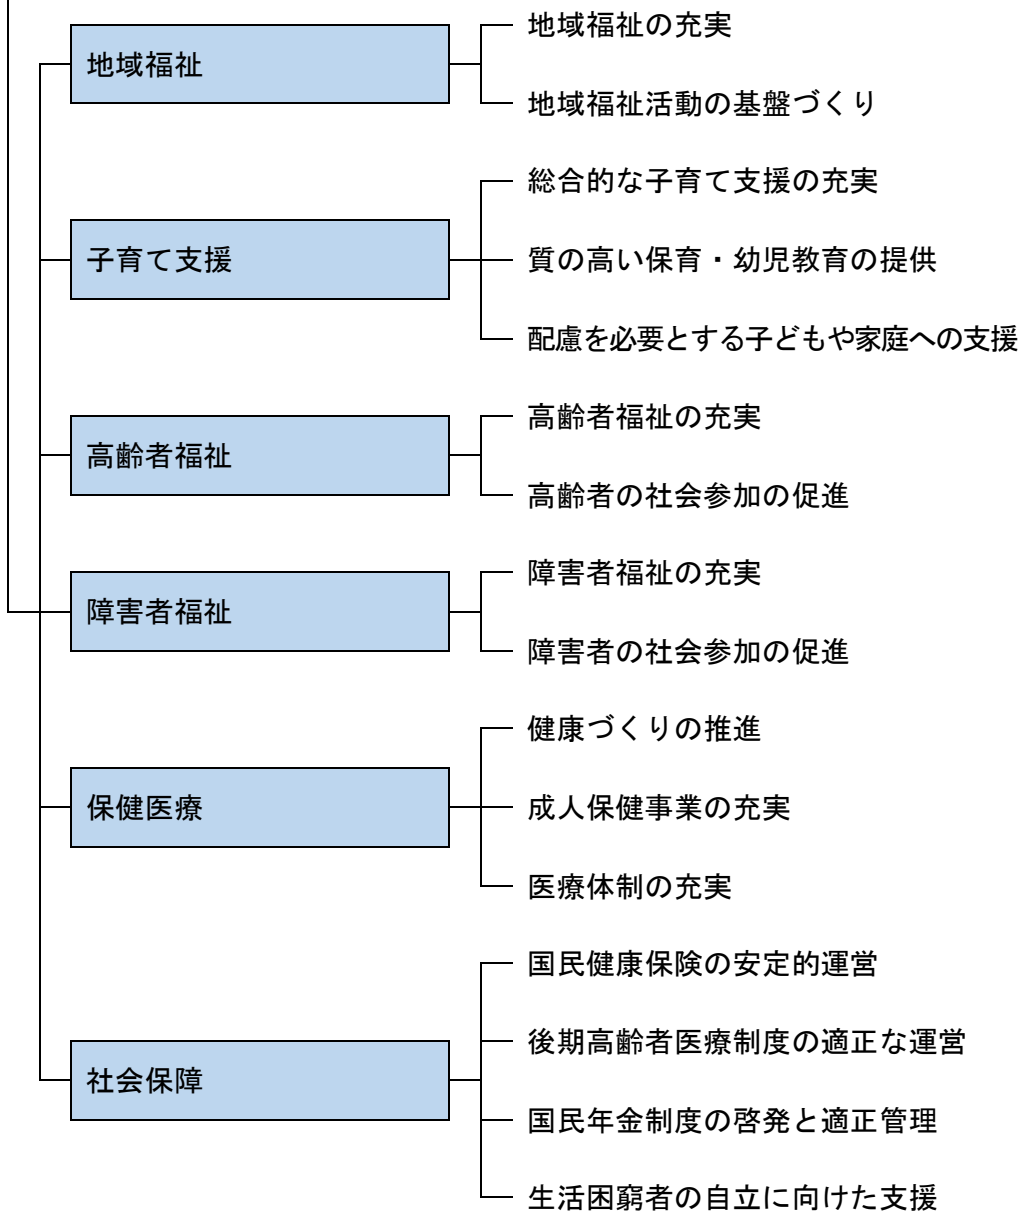 地域福祉
地域福祉の充実
地域福祉活動の基盤づくり
子育て支援
総合的な子育て支援の充実
質の高い保育・幼児教育の提供
配慮を必要とする子どもや家庭への支援
高齢者福祉
高齢者福祉の充実
高齢者の社会参加の促進
障害者福祉
障害者福祉の充実
障害者の社会参加の促進
保健医療
健康づくりの推進
成人保健事業の充実
医療体制の充実
社会保障
国民健康保険の安定的運営
後期高齢者医療制度の適正な運営
国民年金制度の啓発と適正管理
生活困窮者の自立に向けた支援